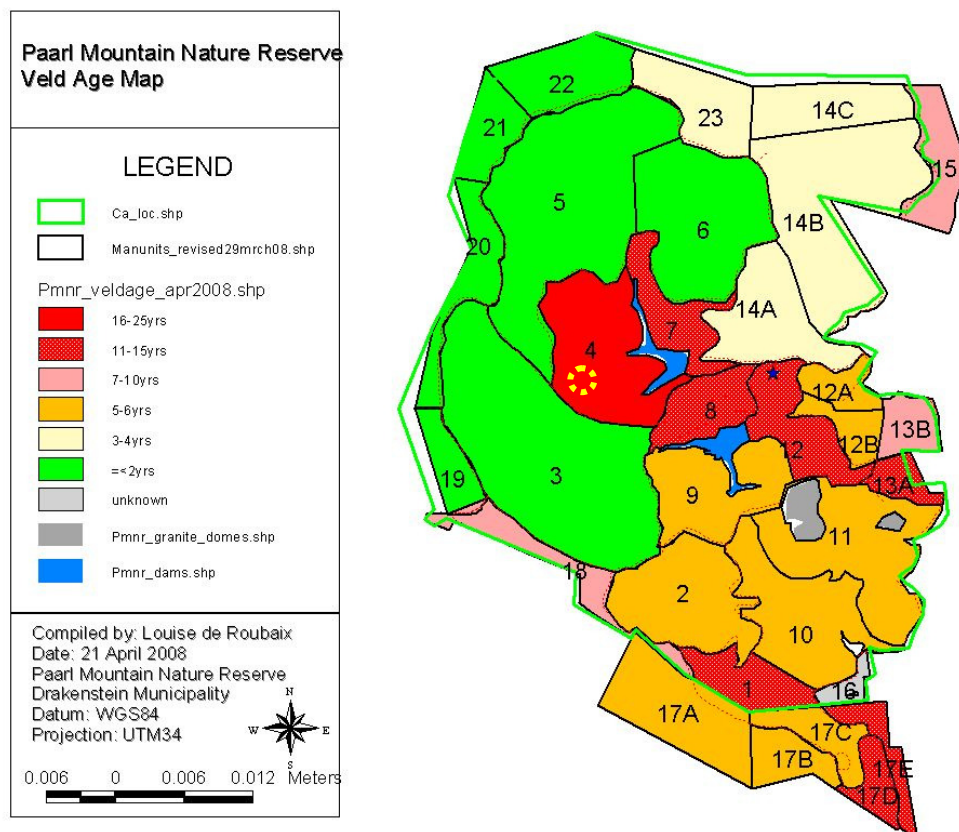 Paarl Mountain Nature Reserve
Veld Age Map
LEGEND
Ca_loc.shp
Manunits_revised29mrch08.shp
Pmnr_veldage_apr2008.shp
16-25yrs
11-15yrs
7-10yrs
5-6yrs
3-4yrs
=<2yrs
unknown
Pmnr_granite_domes.shp
Pmnr_dams.shp
Compiled by: Louise de Roubaix
Date: 21 April 2008
Paarl Mountain Nature Reserve
Drakenstein Municipality
Datum: WGS84
Projection: UTM34
N
W E
S
0.006 0 0.006 0.012 Meters
22
23
14C
21
15
5
6
14B
20
14A
7
4
12A
8
13B
12B
12
3
19
9
13A
11
18
2
10
1
16
17A
17C
17B
17E
17D